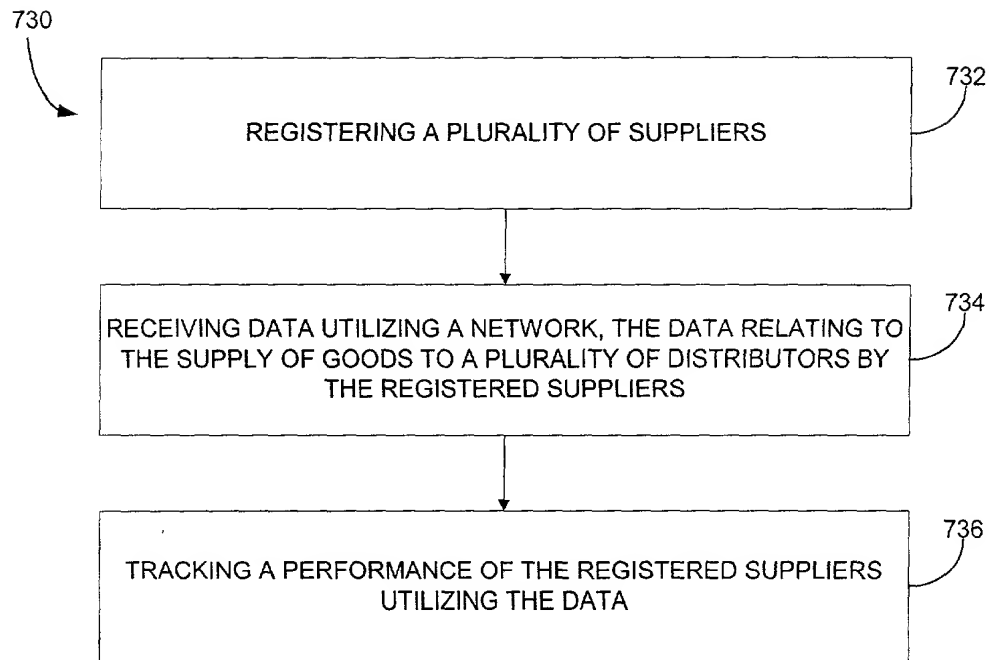 730
732
REGISTERING A PLURALITY OF SUPPLIERS
734
RECEIVING DATA UTILIZING A NETWORK, THE DATA RELATING TO
THE SUPPLY OF GOODS TO A PLURALITY OF DISTRIBUTORS BY
THE REGISTERED SUPPLIERS
736
TRACKING A PERFORMANCE OF THE REGISTERED SUPPLIERS
UTILIZING THE DATA